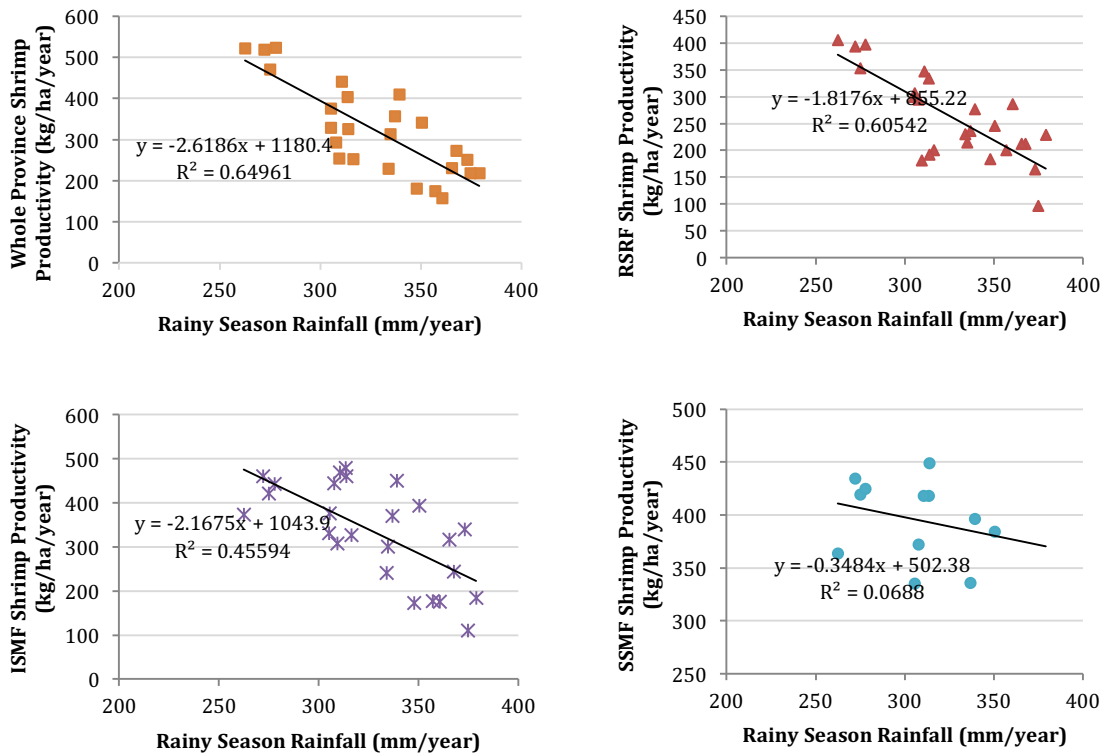 Whole Province Shrimp
Productivity (kg/ha/year)
600
500
400
300
200
100
0
y = -2.6186x + 1180.4
R² = 0.64961
200
250
300
350
400
Rainy Season Rainfall (mm/year)
RSRF Shrimp Productivity
(kg/ha/year)
450
400
350
300
250
200
150
100
50
0
y = -1.8176x + 855.22
R² = 0.60542
200
250
300
350
400
Rainy Season Rainfall (mm/year)
ISMF Shrimp Productivity
(kg/ha/year)
600
500
400
300
200
100
0
y = -2.1675x + 1043.9
R² = 0.45594
200
250
300
350
400
Rainy Season Rainfall (mm/year)
SSMF Shrimp Productivity
(kg/ha/year)
500
450
400
350
300
250
y = -0.3484x + 502.38
R² = 0.0688
200
250
300
350
400
Rainy Season Rainfall (mm/year)